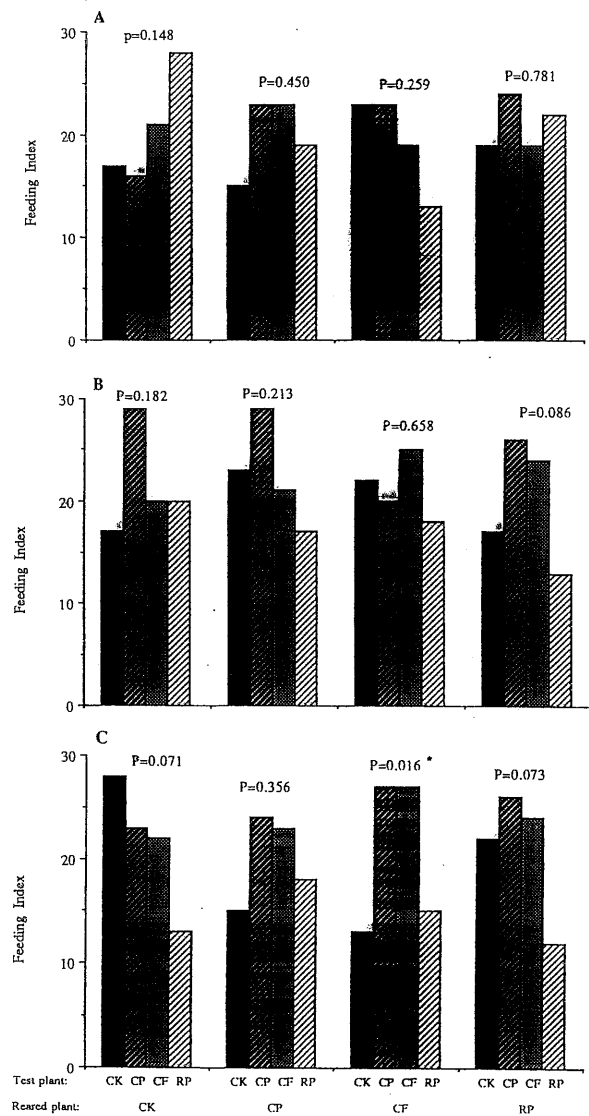 A
30
p=0.148
P=0.450
P=0.259
P=0.781
20
10
0
Feeding Index
B
30
P=0.182
P=0.213
P=0.658
P=0.086
20
10
0
Feeding Index
C
30
P=0.071
P=0.356
P=0.016 *
P=0.073
20
10
0
Feeding Index
Test plant: CK CP CF RP CK CP CF RP CK CP CF RP CK CP CF RP
Reared plant: CK CP CF RP